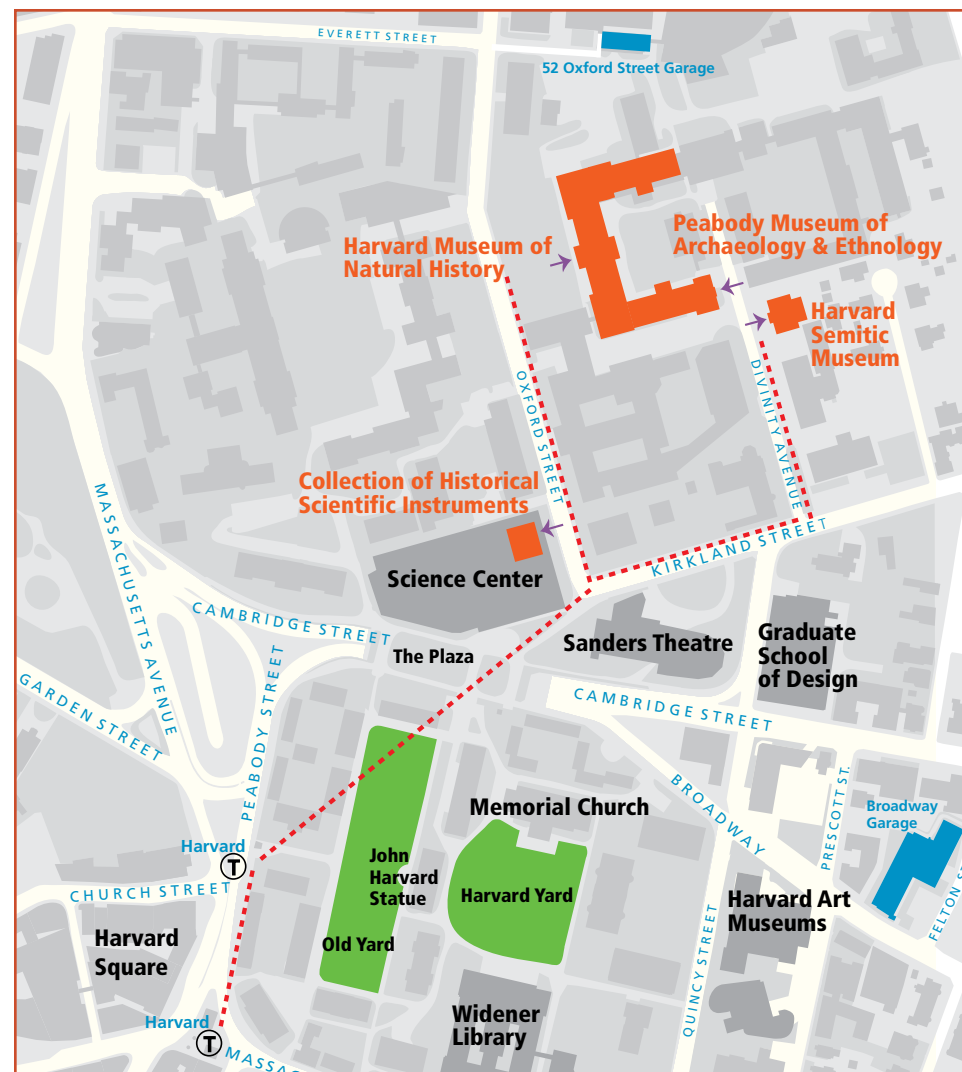 EVERETT STREET
52 Oxford Street Garage
Harvard Museum of
Natural History
Peabody Museum of
Archaeology & Ethnology
Harvard
Semitic
Museum
OXFORD STREET
DIVINITY AVENUE
Collection of Historical
Scientific Instruments
MASSACHUSETTS AVENUE
KIRKLAND STREET
Science Center
CAMBRIDGE STREET
The Plaza
Sanders Theatre
Graduate
School
of Design
GARDEN STREET
PEABODY STREET
CAMBRIDGE STREET
BROADWAY
PRESCOTT ST.
Memorial Church
Broadway
Garage
Harvard
T
CHURCH STREET
John
Harvard
Statue
Harvard Yard
Harvard Art
Museums
FELTON S
Harvard
Square
Old Yard
QUINCY STREET
Widener
Library
Harvard
T
MASSA